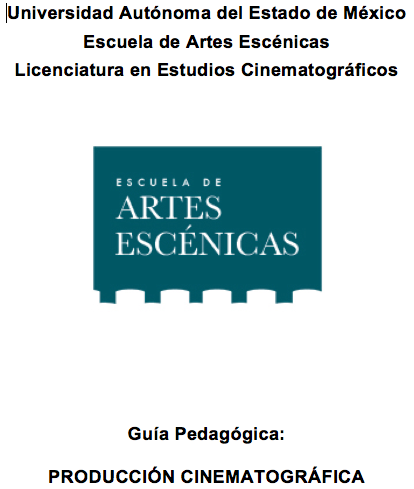 Universidad Autónoma del Estado de México
Escuela de Artes Escénicas
Licenciatura en Estudios Cinematográficos
ESCUELA DE
ARTES
ESCÉNICAS
Guía Pedagógica:
PRODUCCIÓN CINEMATOGRÁFICA